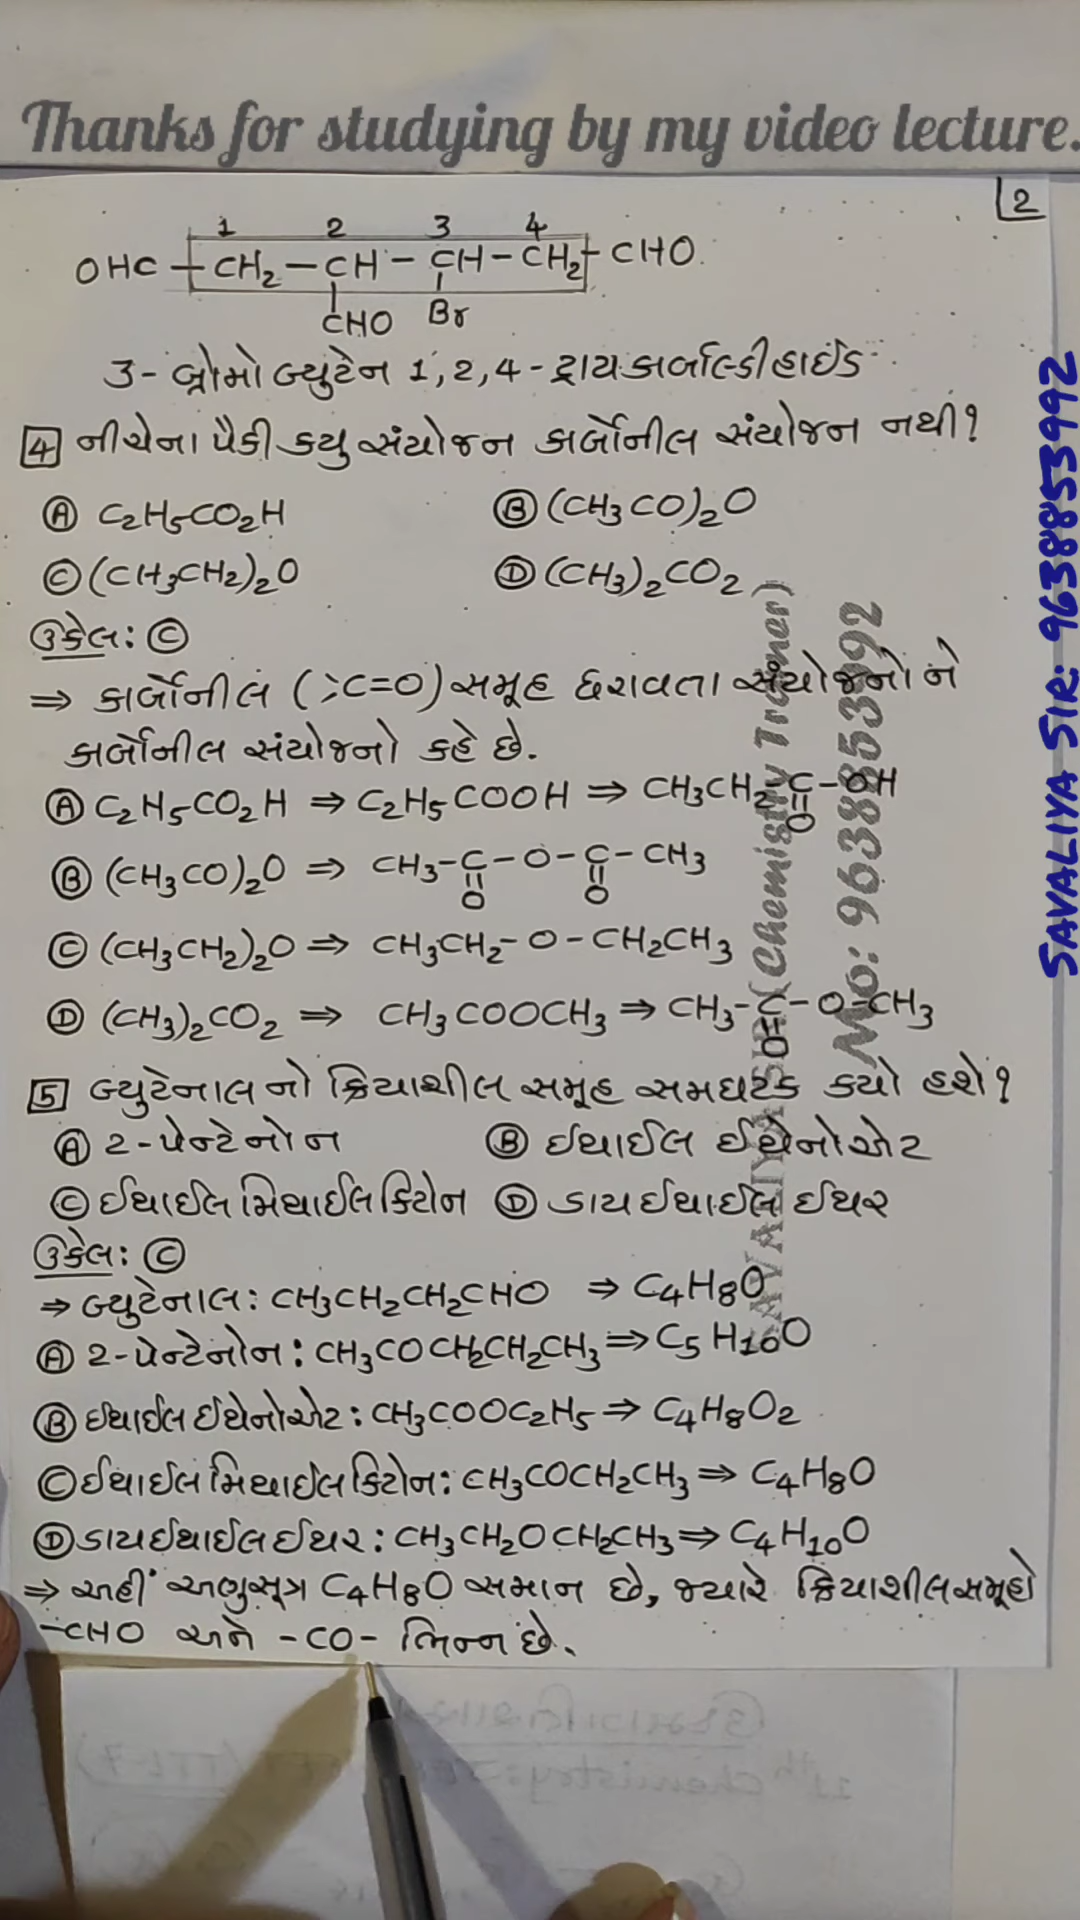 Thanks for studying by my video lecture.
2
1 2 3 4
OHC – CH₂ – CH – CH – CH₂ – CHO
CHO Br
3- બ્રોમો બ્યુટેન 1,2,4 - ટ્રાયકાર્બાલ્ડીહાઈડ
4 નીચેના પૈકી ક્યુ સંયોજન કાર્બોનીલ સંયોજન નથી?
Ⓐ C₂H₅CO₂H Ⓑ (CH₃CO)₂O
Ⓒ (CH₃CH₂)₂O Ⓓ (CH₃)₂CO₂
ઉકેલ: Ⓒ
⇒ કાર્બોનીલ (>C=O) સમૂહ ધરાવતા સંયોજનોને
કાર્બોનીલ સંયોજનો કહે છે.
Ⓐ C₂H₅CO₂H ⇒ C₂H₅COOH ⇒ CH₃CH₂-C-OH
O
Ⓑ (CH₃CO)₂O ⇒ CH₃-C-O-C-CH₃
O O
Ⓒ (CH₃CH₂)₂O ⇒ CH₃CH₂-O-CH₂CH₃
Ⓓ (CH₃)₂CO₂ ⇒ CH₃COOCH₃ ⇒ CH₃-C-O-CH₃
O
5 બ્યુટેનાલ નો ક્રિયાશીલ સમૂહ સમઘટક ક્યો હશે?
Ⓐ 2-પેન્ટેનોન Ⓑ ઈથાઈલ ઈથેનોએટ
Ⓒ ઈથાઈલ મિથાઈલ કિટોન Ⓓ ડાયઈથાઈલ ઈથર
ઉકેલ: Ⓒ
⇒ બ્યુટેનાલ: CH₃CH₂CH₂CHO ⇒ C₄H₈O
Ⓐ 2-પેન્ટેનોન: CH₃COCH₂CH₂CH₃ ⇒ C₅H₁₀O
Ⓑ ઈથાઈલ ઈથેનોએટ: CH₃COOC₂H₅ ⇒ C₄H₈O₂
Ⓒ ઈથાઈલ મિથાઈલ કિટોન: CH₃COCH₂CH₃ ⇒ C₄H₈O
Ⓓ ડાયઈથાઈલ ઈથર: CH₃CH₂OCH₂CH₃ ⇒ C₄H₁₀O
⇒ અહીં અણુસૂત્ર C₄H₈O સમાન છે, જ્યારે ક્રિયાશીલ સમૂહો
-CHO અને -CO- ભિન્ન છે.
SAVALIYA SIR: 9638853992
SAVALIYA SIR (Chemistry Trainer)
Mo: 9638853992